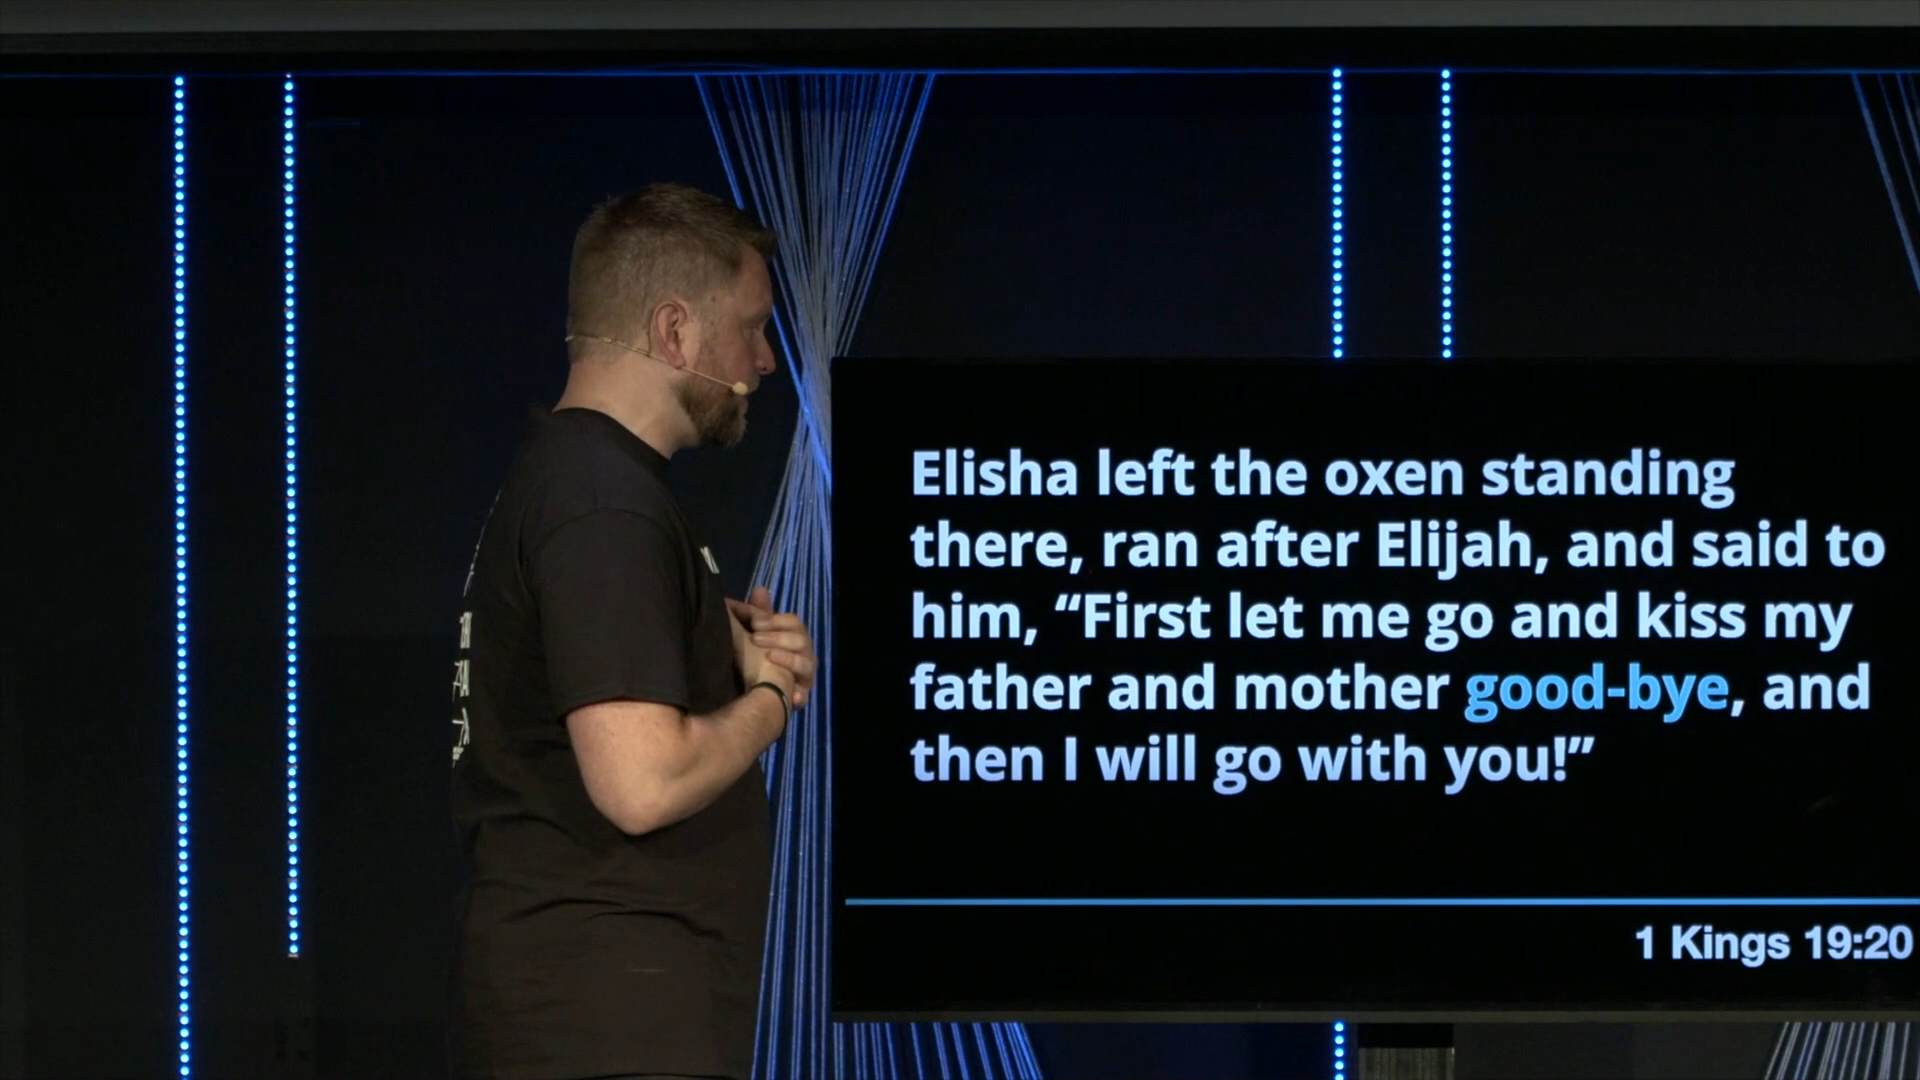 Elisha left the oxen standing
there, ran after Elijah, and said to
him, “First let me go and kiss my
father and mother good-bye, and
then I will go with you!”
1 Kings 19:20